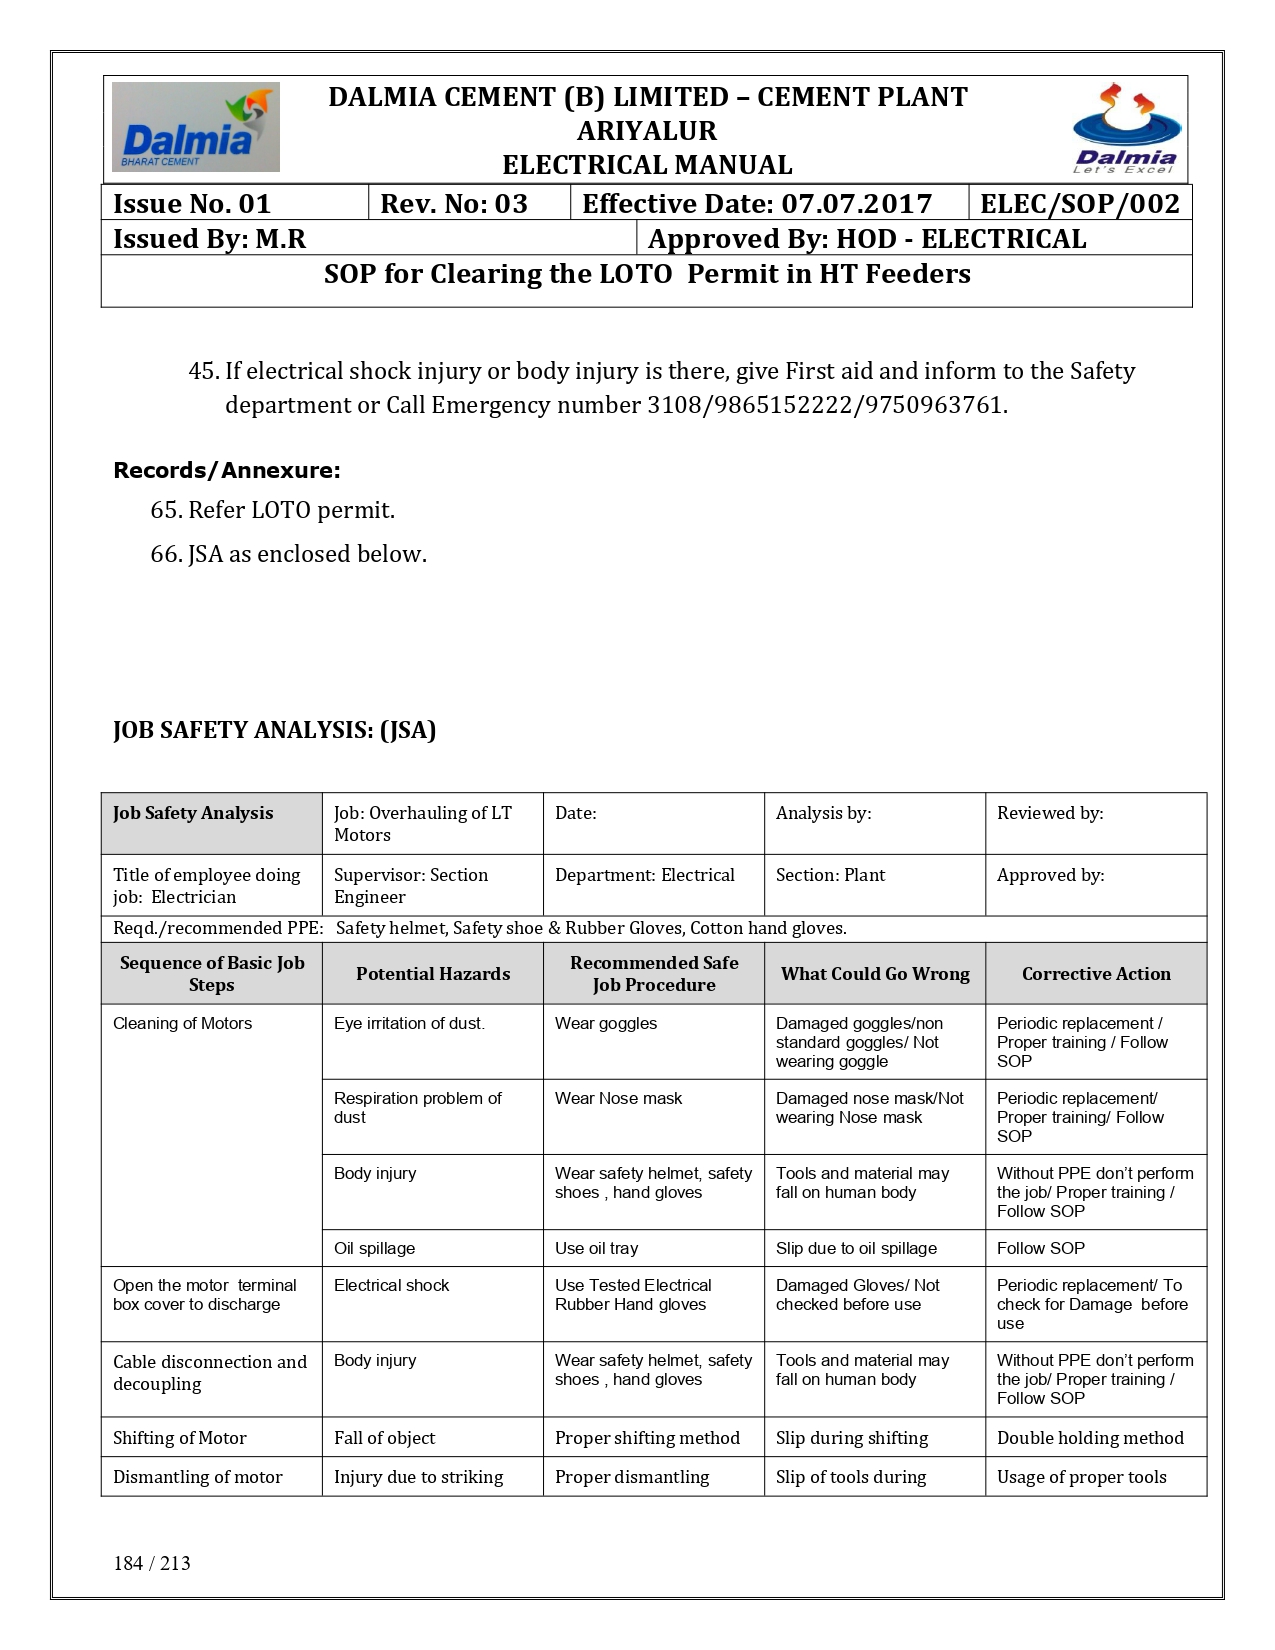 Dalmia
BHARAT CEMENT
DALMIA CEMENT (B) LIMITED – CEMENT PLANT
ARIYALUR
ELECTRICAL MANUAL
Dalmia
Let's Excel
Issue No. 01 Rev. No: 03 Effective Date: 07.07.2017 ELEC/SOP/002
Issued By: M.R Approved By: HOD - ELECTRICAL
SOP for Clearing the LOTO Permit in HT Feeders
45. If electrical shock injury or body injury is there, give First aid and inform to the Safety
department or Call Emergency number 3108/9865152222/9750963761.
Records/Annexure:
65. Refer LOTO permit.
66. JSA as enclosed below.
JOB SAFETY ANALYSIS: (JSA)
Job Safety Analysis Job: Overhauling of LT Date: Analysis by: Reviewed by:
Motors
Title of employee doing Supervisor: Section Department: Electrical Section: Plant Approved by:
job: Electrician Engineer
Reqd./recommended PPE: Safety helmet, Safety shoe & Rubber Gloves, Cotton hand gloves.
Sequence of Basic Job Potential Hazards Recommended Safe What Could Go Wrong Corrective Action
Steps Job Procedure
Cleaning of Motors Eye irritation of dust. Wear goggles Damaged goggles/non Periodic replacement /
standard goggles/ Not Proper training / Follow
wearing goggle SOP
Respiration problem of Wear Nose mask Damaged nose mask/Not Periodic replacement/
dust wearing Nose mask Proper training/ Follow
SOP
Body injury Wear safety helmet, safety Tools and material may Without PPE don’t perform
shoes , hand gloves fall on human body the job/ Proper training /
Follow SOP
Oil spillage Use oil tray Slip due to oil spillage Follow SOP
Open the motor terminal Electrical shock Use Tested Electrical Damaged Gloves/ Not Periodic replacement/ To
box cover to discharge Rubber Hand gloves checked before use check for Damage before
use
Cable disconnection and Body injury Wear safety helmet, safety Tools and material may Without PPE don’t perform
decoupling shoes , hand gloves fall on human body the job/ Proper training /
Follow SOP
Shifting of Motor Fall of object Proper shifting method Slip during shifting Double holding method
Dismantling of motor Injury due to striking Proper dismantling Slip of tools during Usage of proper tools
184 / 213